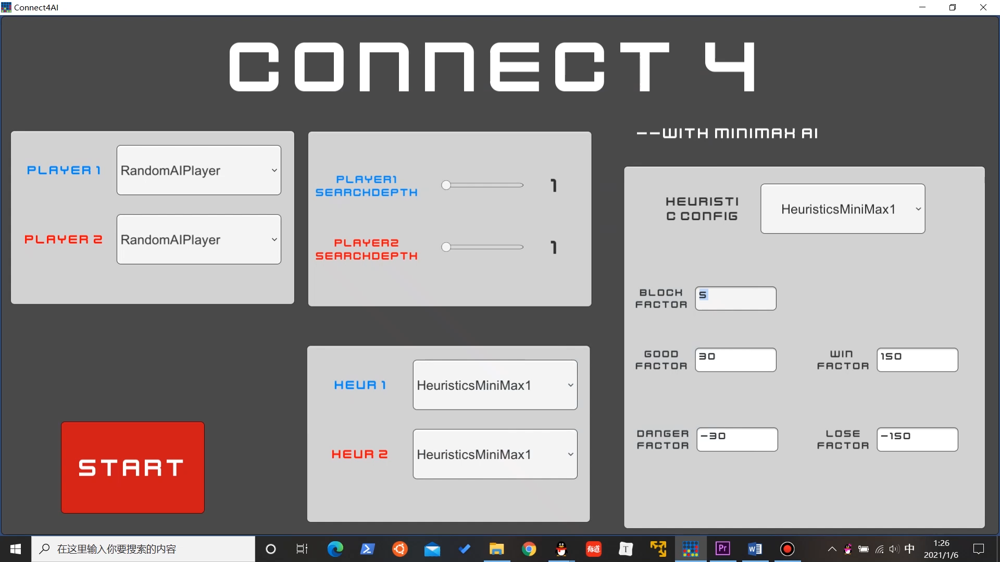 Connect4AI
CONNECT 4
--WITH MINIMAX AI
PLAYER 1
RandomAIPlayer
PLAYER 2
RandomAIPlayer
PLAYER1
SEARCHDEPTH
1
PLAYER2
SEARCHDEPTH
1
HEURISTI
C CONFIG
HeuristicsMiniMax1
BLOCK
FACTOR
5
GOOD
FACTOR
30
WIN
FACTOR
150
DANGER
FACTOR
-30
LOSE
FACTOR
-150
HEUR 1
HeuristicsMiniMax1
HEUR 2
HeuristicsMiniMax1
START
在这里输入你要搜索的内容
有道
T
Pr
W
中
1:26
2021/1/6